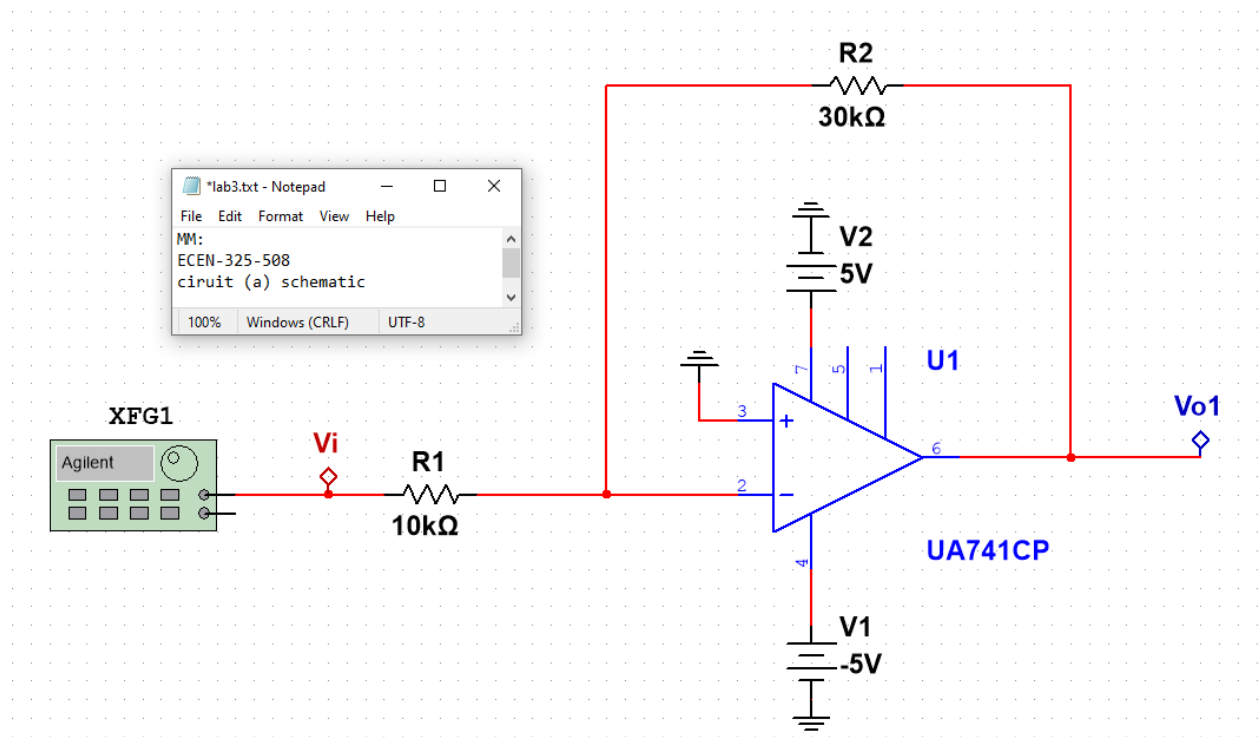 R2
30kΩ
*lab3.txt - Notepad
File Edit Format View Help
MM:
ECEN-325-508
ciruit (a) schematic
100% Windows (CRLF) UTF-8
V2
5V
7
5
1
U1
XFG1
Agilent
Vi
R1
10kΩ
3
+
2
−
6
Vo1
4
UA741CP
V1
-5V